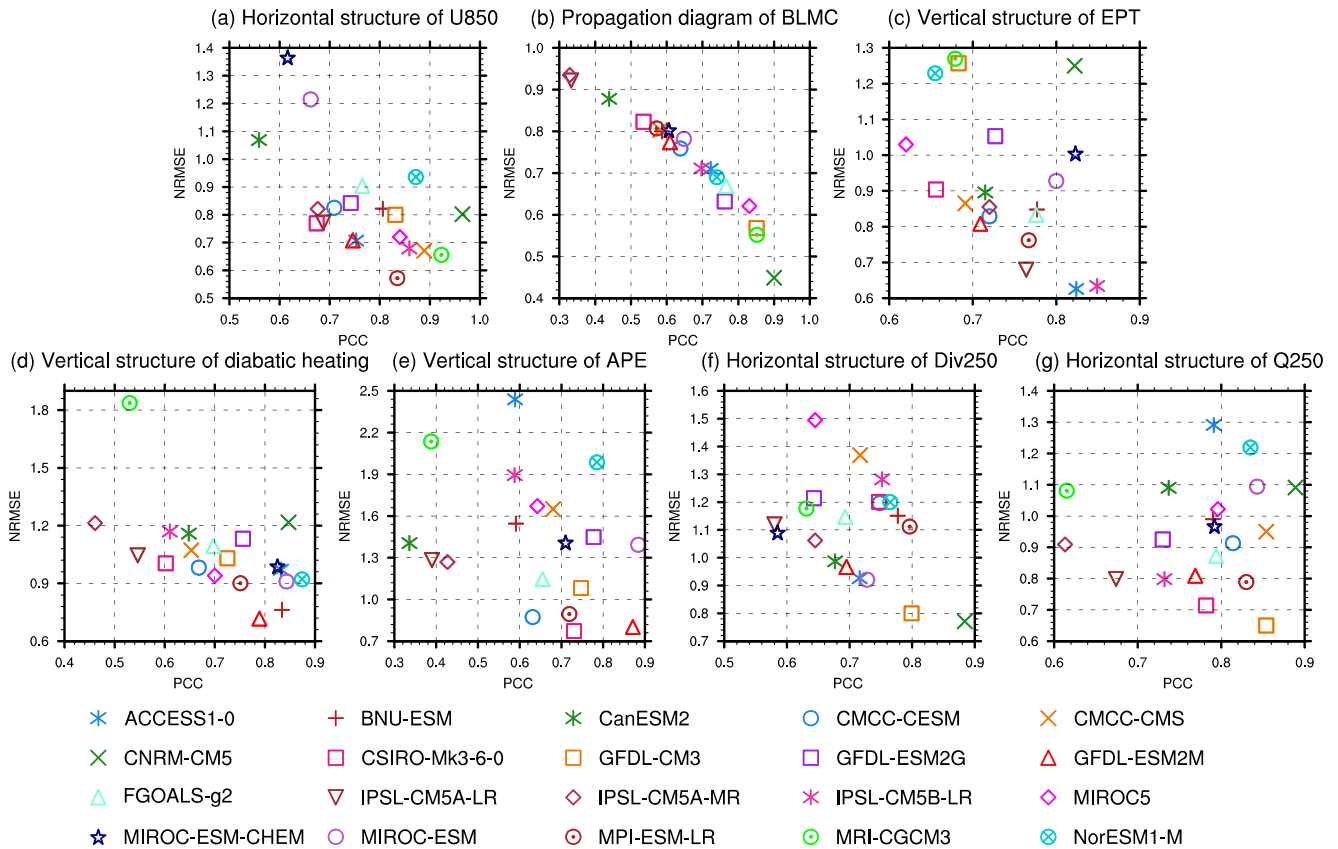 (a) Horizontal structure of U850
(b) Propagation diagram of BLMC
(c) Vertical structure of EPT
NRMSE
1.4
1.3
1.2
1.1
1.0
0.9
0.8
0.7
0.6
0.5
0.5 0.6 0.7 0.8 0.9 1.0
PCC
NRMSE
1.0
0.9
0.8
0.7
0.6
0.5
0.4
0.3 0.4 0.5 0.6 0.7 0.8 0.9 1.0
PCC
NRMSE
1.3
1.2
1.1
1.0
0.9
0.8
0.7
0.6
0.6 0.7 0.8 0.9
PCC
(d) Vertical structure of diabatic heating
(e) Vertical structure of APE
(f) Horizontal structure of Div250
(g) Horizontal structure of Q250
NRMSE
1.8
1.5
1.2
0.9
0.6
0.4 0.5 0.6 0.7 0.8 0.9
PCC
NRMSE
2.5
2.2
1.9
1.6
1.3
1.0
0.7
0.3 0.4 0.5 0.6 0.7 0.8 0.9
PCC
NRMSE
1.6
1.5
1.4
1.3
1.2
1.1
1.0
0.9
0.8
0.7
0.5 0.6 0.7 0.8 0.9
PCC
NRMSE
1.4
1.3
1.2
1.1
1.0
0.9
0.8
0.7
0.6
0.6 0.7 0.8 0.9
PCC
ACCESS1-0 BNU-ESM CanESM2 CMCC-CESM CMCC-CMS
CNRM-CM5 CSIRO-Mk3-6-0 GFDL-CM3 GFDL-ESM2G GFDL-ESM2M
FGOALS-g2 IPSL-CM5A-LR IPSL-CM5A-MR IPSL-CM5B-LR MIROC5
MIROC-ESM-CHEM MIROC-ESM MPI-ESM-LR MRI-CGCM3 NorESM1-M